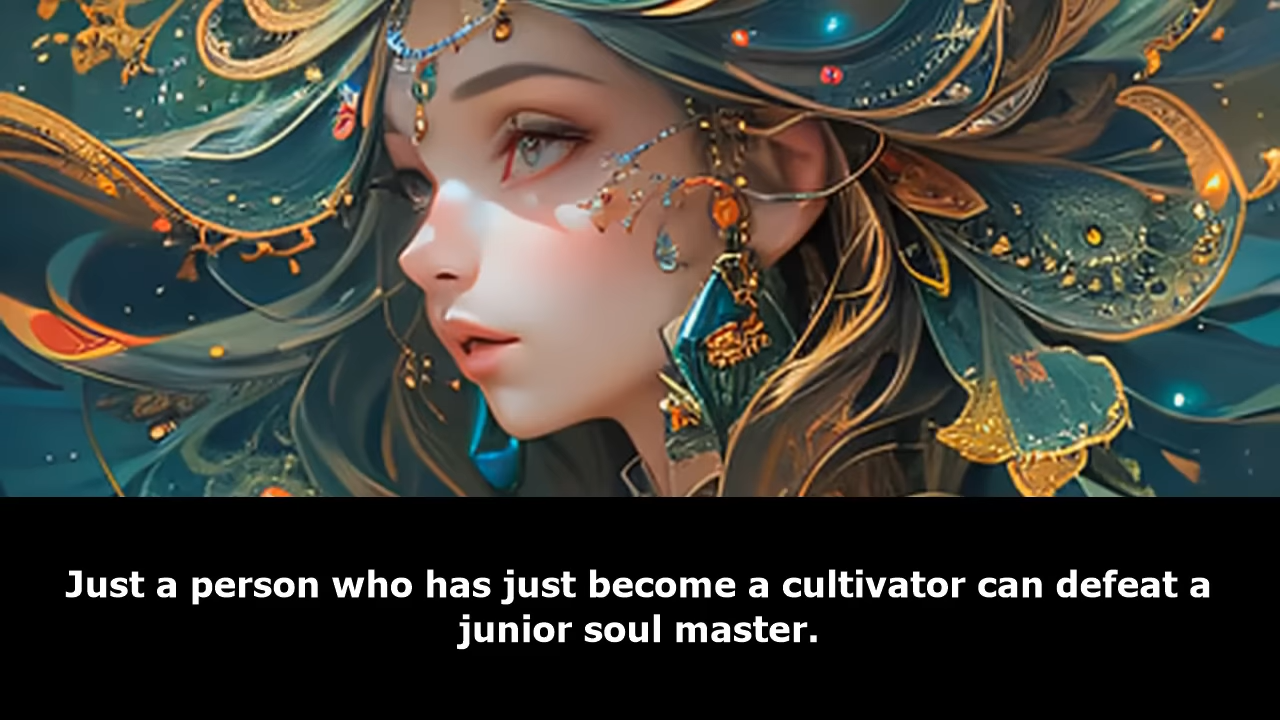 Just a person who has just become a cultivator can defeat a
junior soul master.